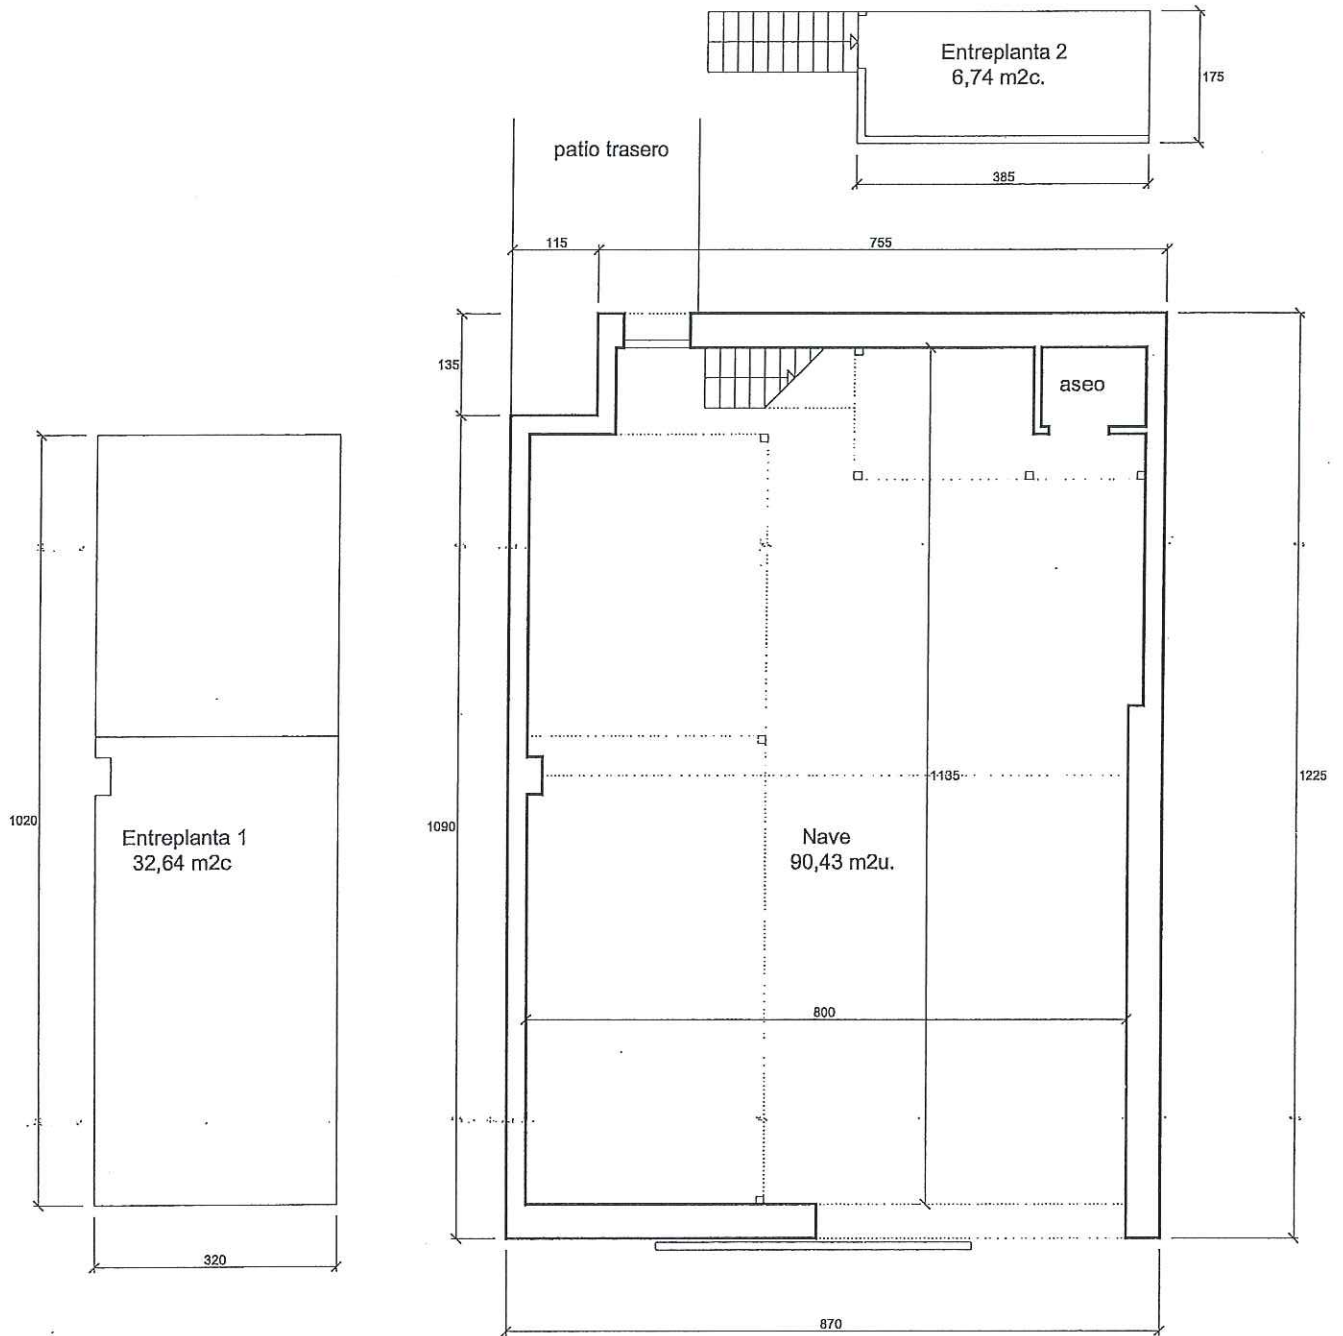 Entreplanta 2
6,74 m2c.
175
385
patio trasero
115
755
135
aseo
1020
1090
1135
1225
Entreplanta 1
32,64 m2c
Nave
90,43 m2u.
800
320
870